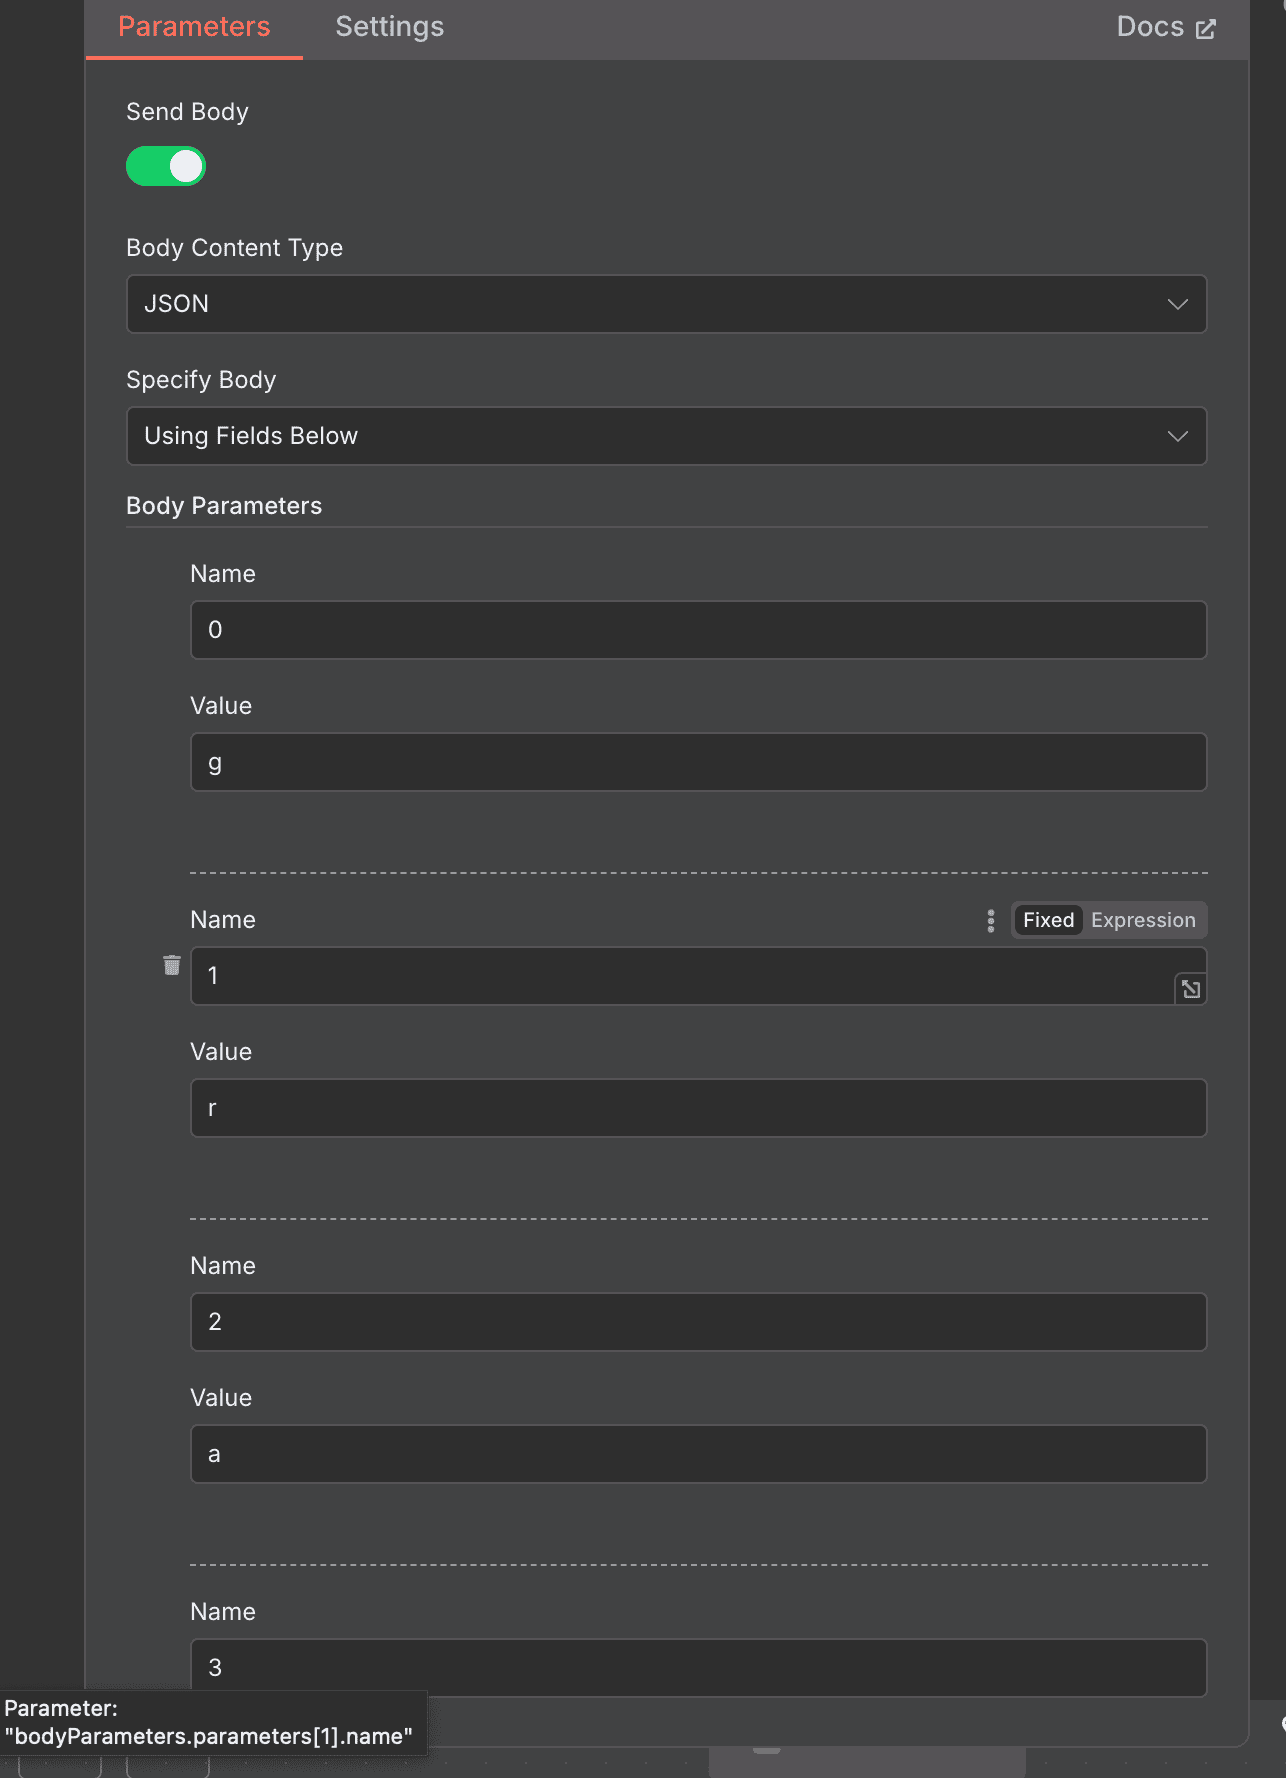 Parameters Settings Docs
Send Body
Body Content Type
JSON
Specify Body
Using Fields Below
Body Parameters
Name
0
Value
g
Name Fixed Expression
1
Value
r
Name
2
Value
a
Name
3
Parameter:
"bodyParameters.parameters[1].name"